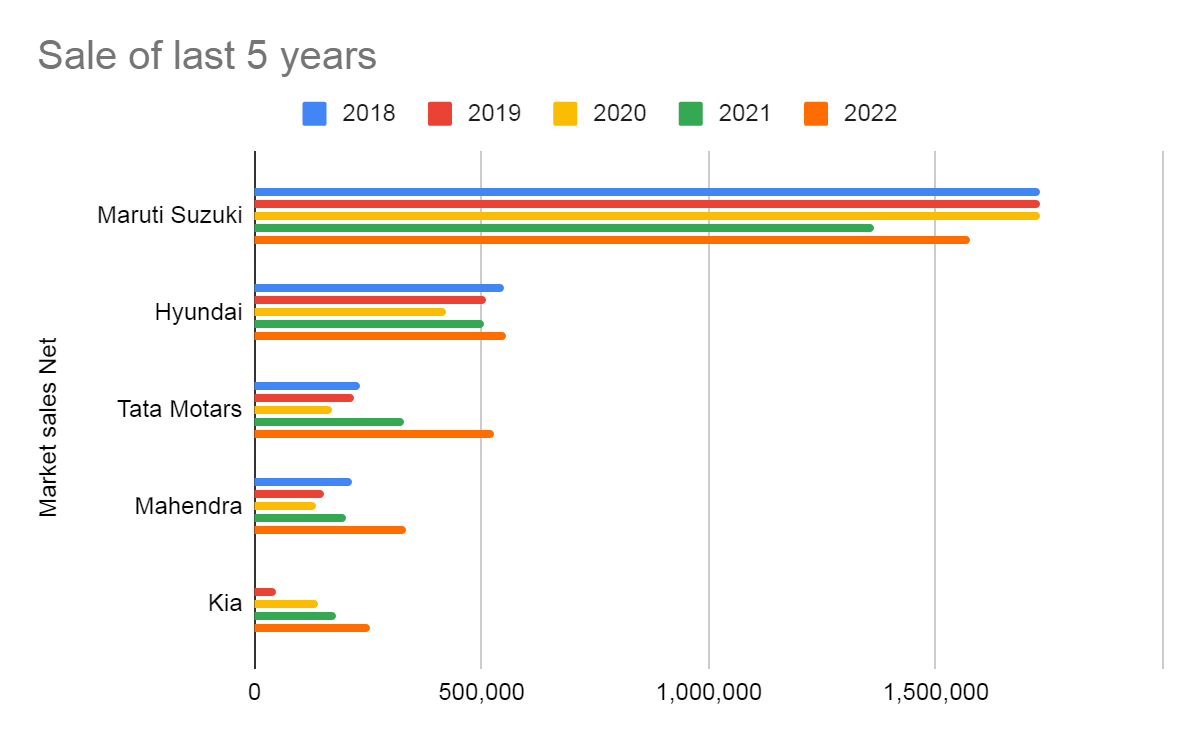 Sale of last 5 years
2018 2019 2020 2021 2022
Market sales Net
Maruti Suzuki
Hyundai
Tata Motars
Mahendra
Kia
0 500,000 1,000,000 1,500,000